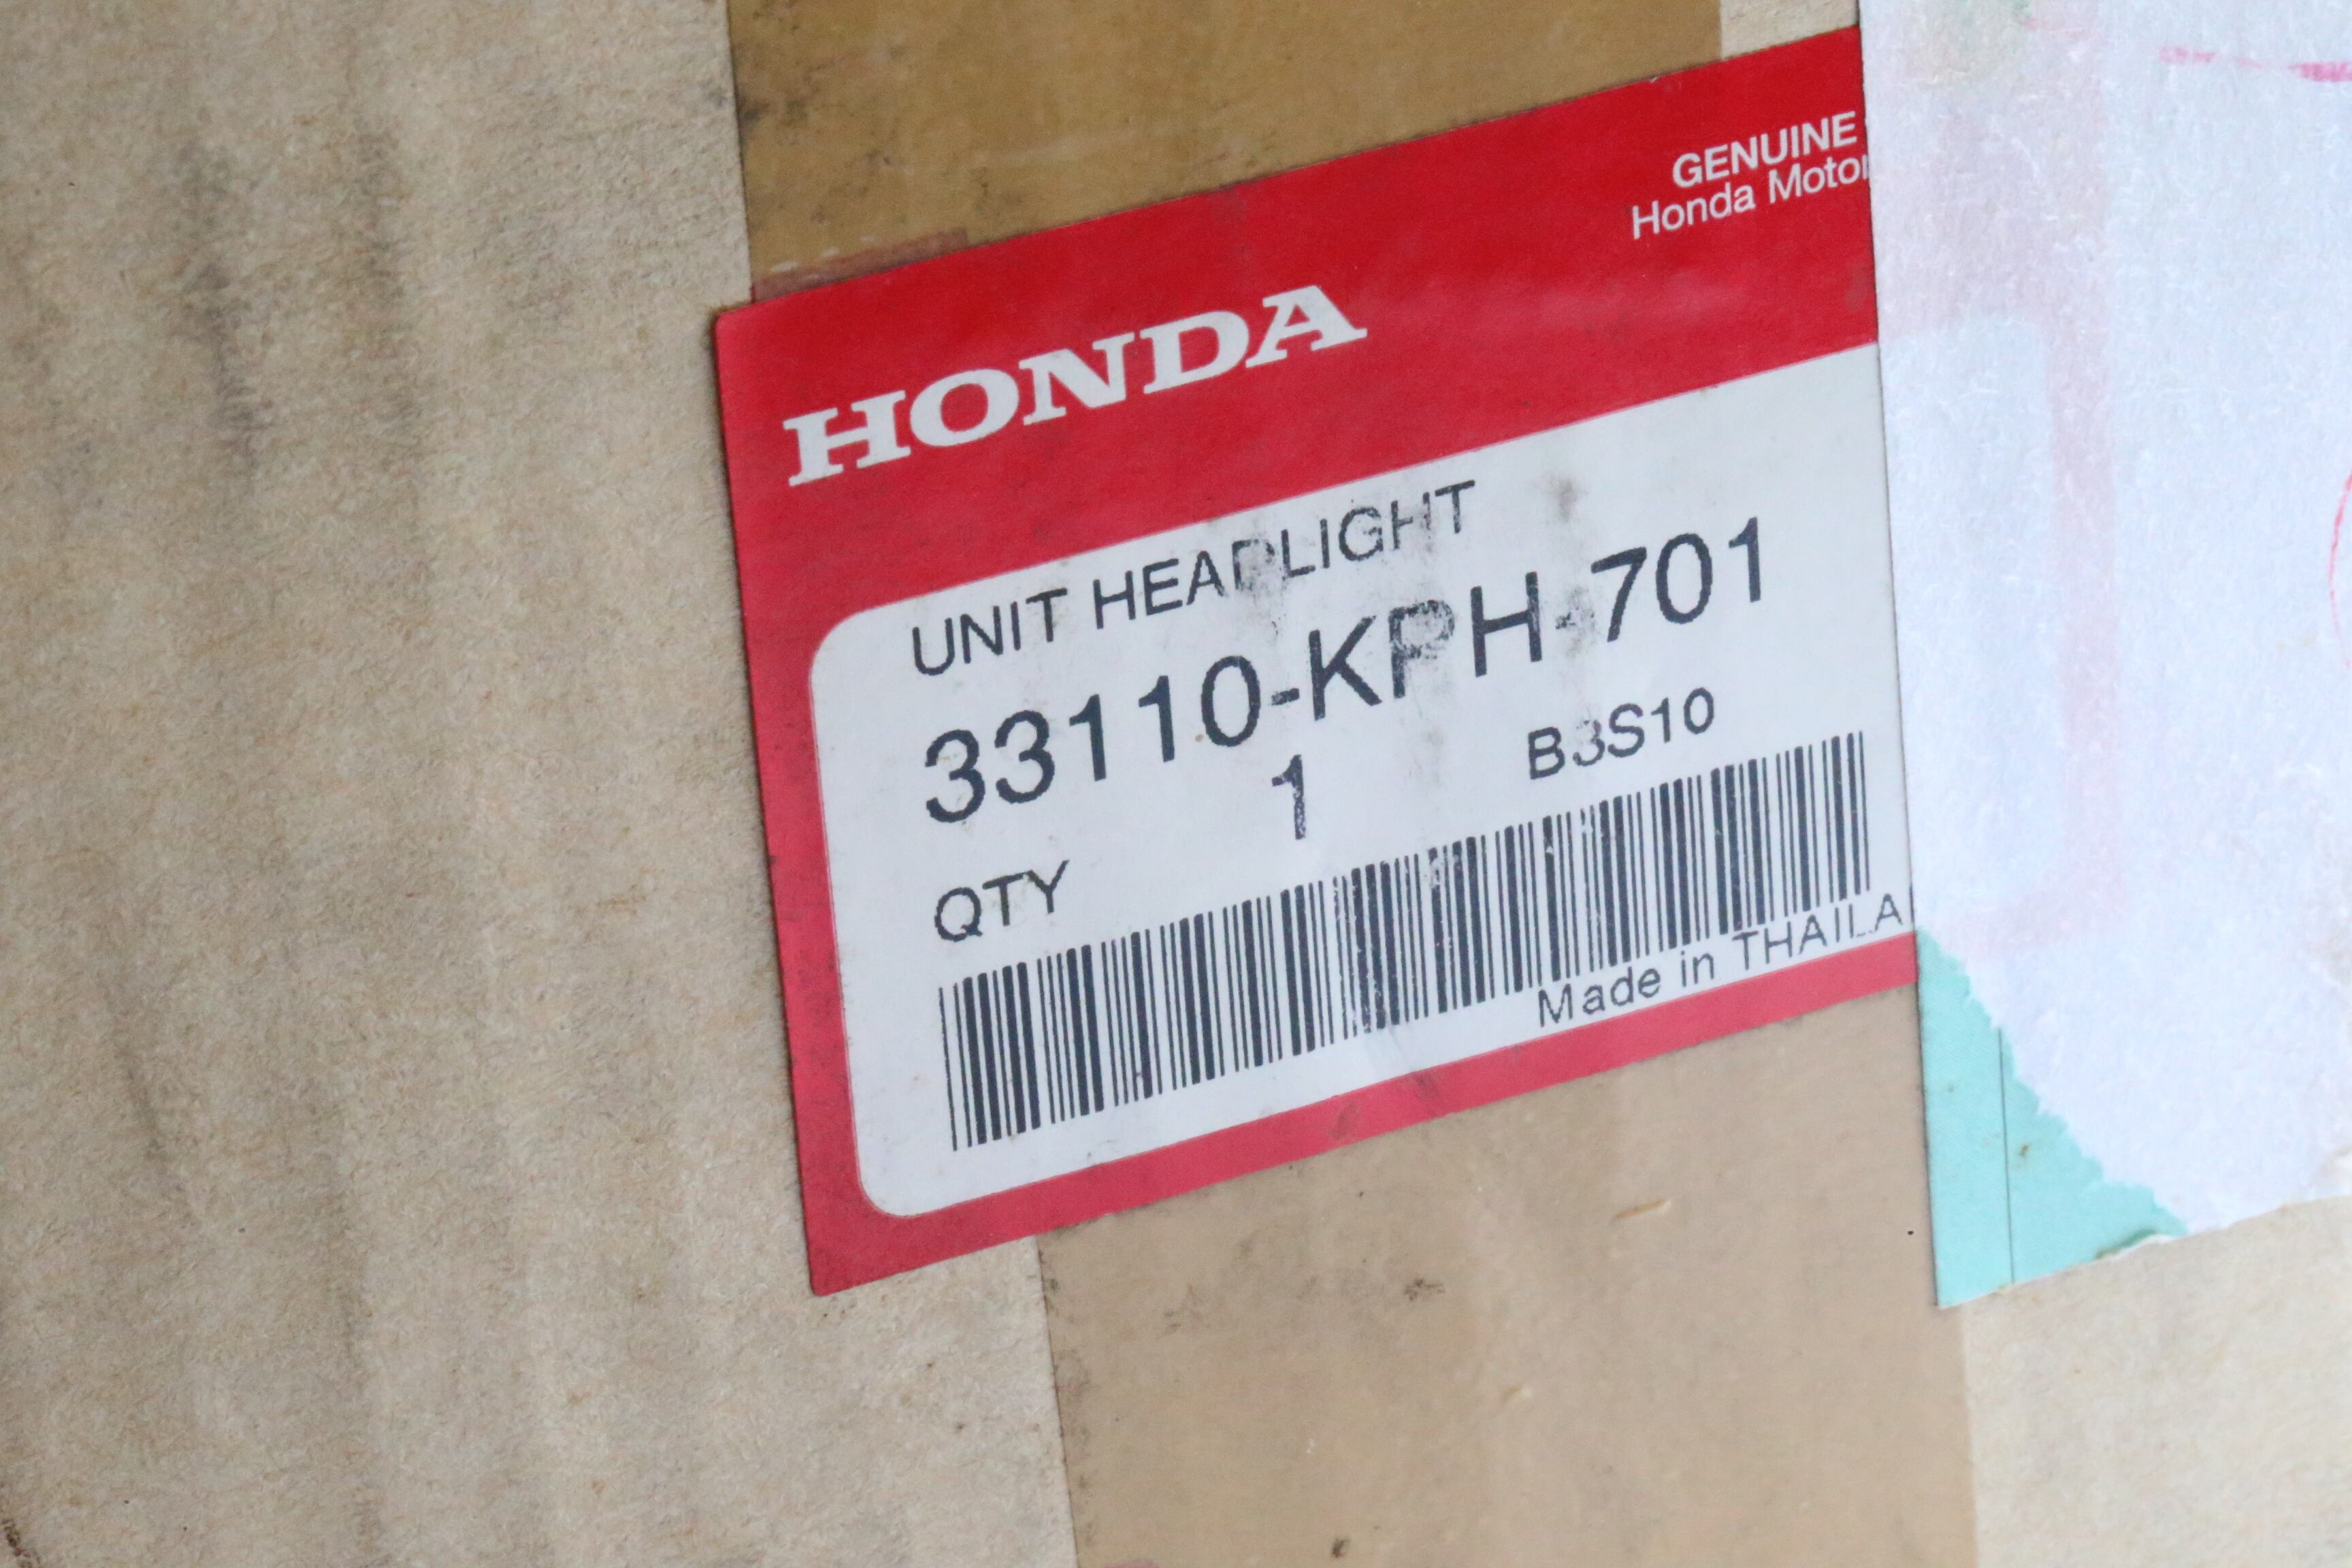 GENUINE
Honda Motor
HONDA
UNIT HEADLIGHT
33110-KPH-701
1 B3S10
QTY
Made in THAILA